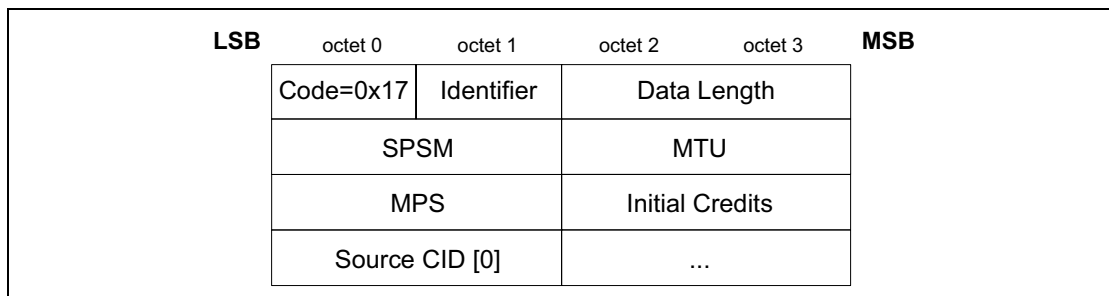 LSB octet 0 octet 1 octet 2 octet 3 MSB
Code=0x17 Identifier Data Length
SPSM MTU
MPS Initial Credits
Source CID [0] ...